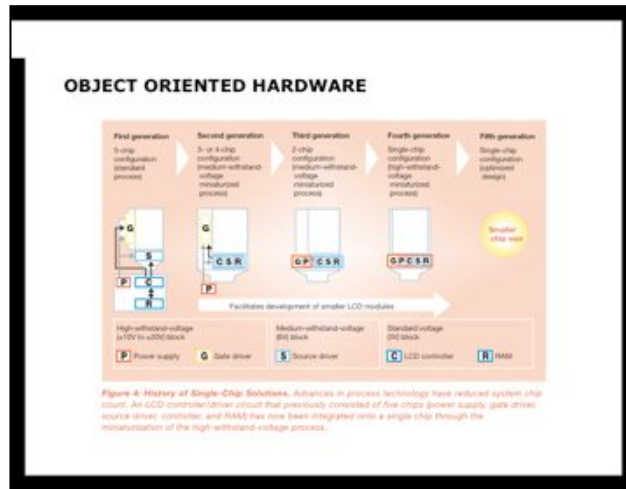 OBJECT ORIENTED HARDWARE
First generation
5-chip
configuration
(standard
process)
Second generation
3- or 4-chip
configuration
(medium-withstand-
voltage
miniaturized
process)
Third generation
2-chip
configuration
(medium-withstand-
voltage
miniaturized
process)
Fourth generation
Single-chip
configuration
(high-withstand-
voltage
miniaturized
process)
Fifth generation
Single-chip
configuration
(optimized
design)
G
S
P C
R
G
C S R
P
G P C S R
G P C S R
Smaller
chip size
Facilitates development of smaller LCD modules
High-withstand-voltage
(±10V to ±20V) block
P Power supply G Gate driver
Medium-withstand-voltage
(6V) block
S Source driver
Standard voltage
(3V) block
C LCD controller R RAM
Figure 4: History of Single-Chip Solutions. Advances in process technology have reduced system chip
count. An LCD controller/driver circuit that previously consisted of five chips (power supply, gate driver,
source driver, controller, and RAM) has now been integrated onto a single chip through the
miniaturization of the high-withstand-voltage process.